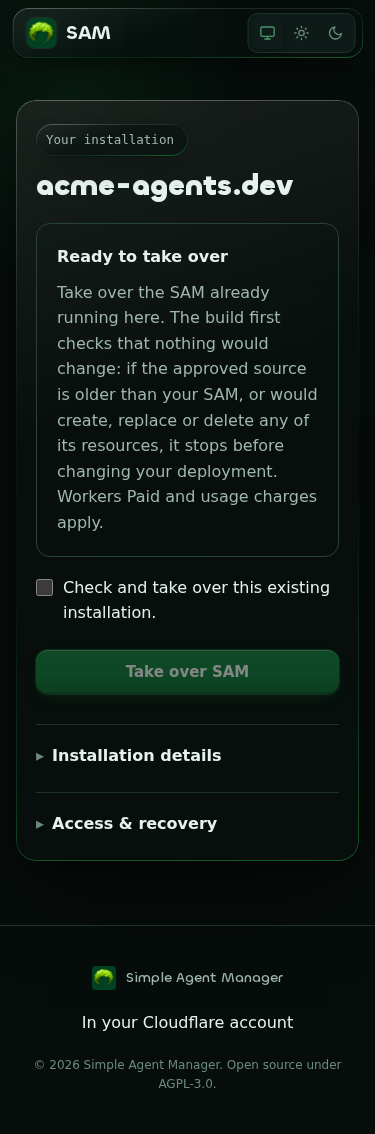 SAM
Your installation
acme-agents.dev
Ready to take over
Take over the SAM already
running here. The build first
checks that nothing would
change: if the approved source
is older than your SAM, or would
create, replace or delete any of
its resources, it stops before
changing your deployment.
Workers Paid and usage charges
apply.
Check and take over this existing
installation.
Take over SAM
Installation details
Access & recovery
Simple Agent Manager
In your Cloudflare account
© 2026 Simple Agent Manager. Open source under
AGPL-3.0.